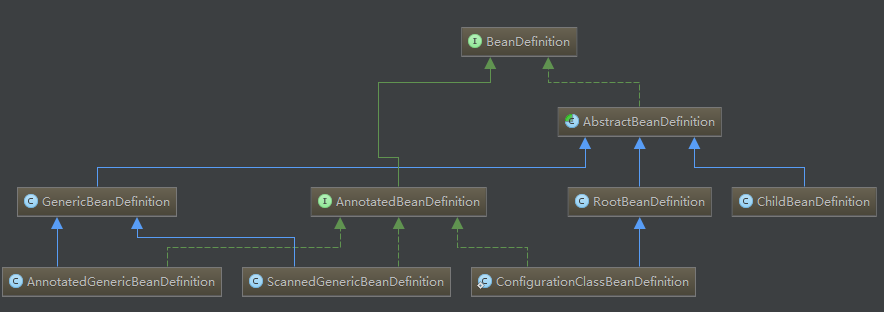 BeanDefinition
AbstractBeanDefinition
GenericBeanDefinition
AnnotatedBeanDefinition
RootBeanDefinition
ChildBeanDefinition
AnnotatedGenericBeanDefinition
ScannedGenericBeanDefinition
ConfigurationClassBeanDefinition